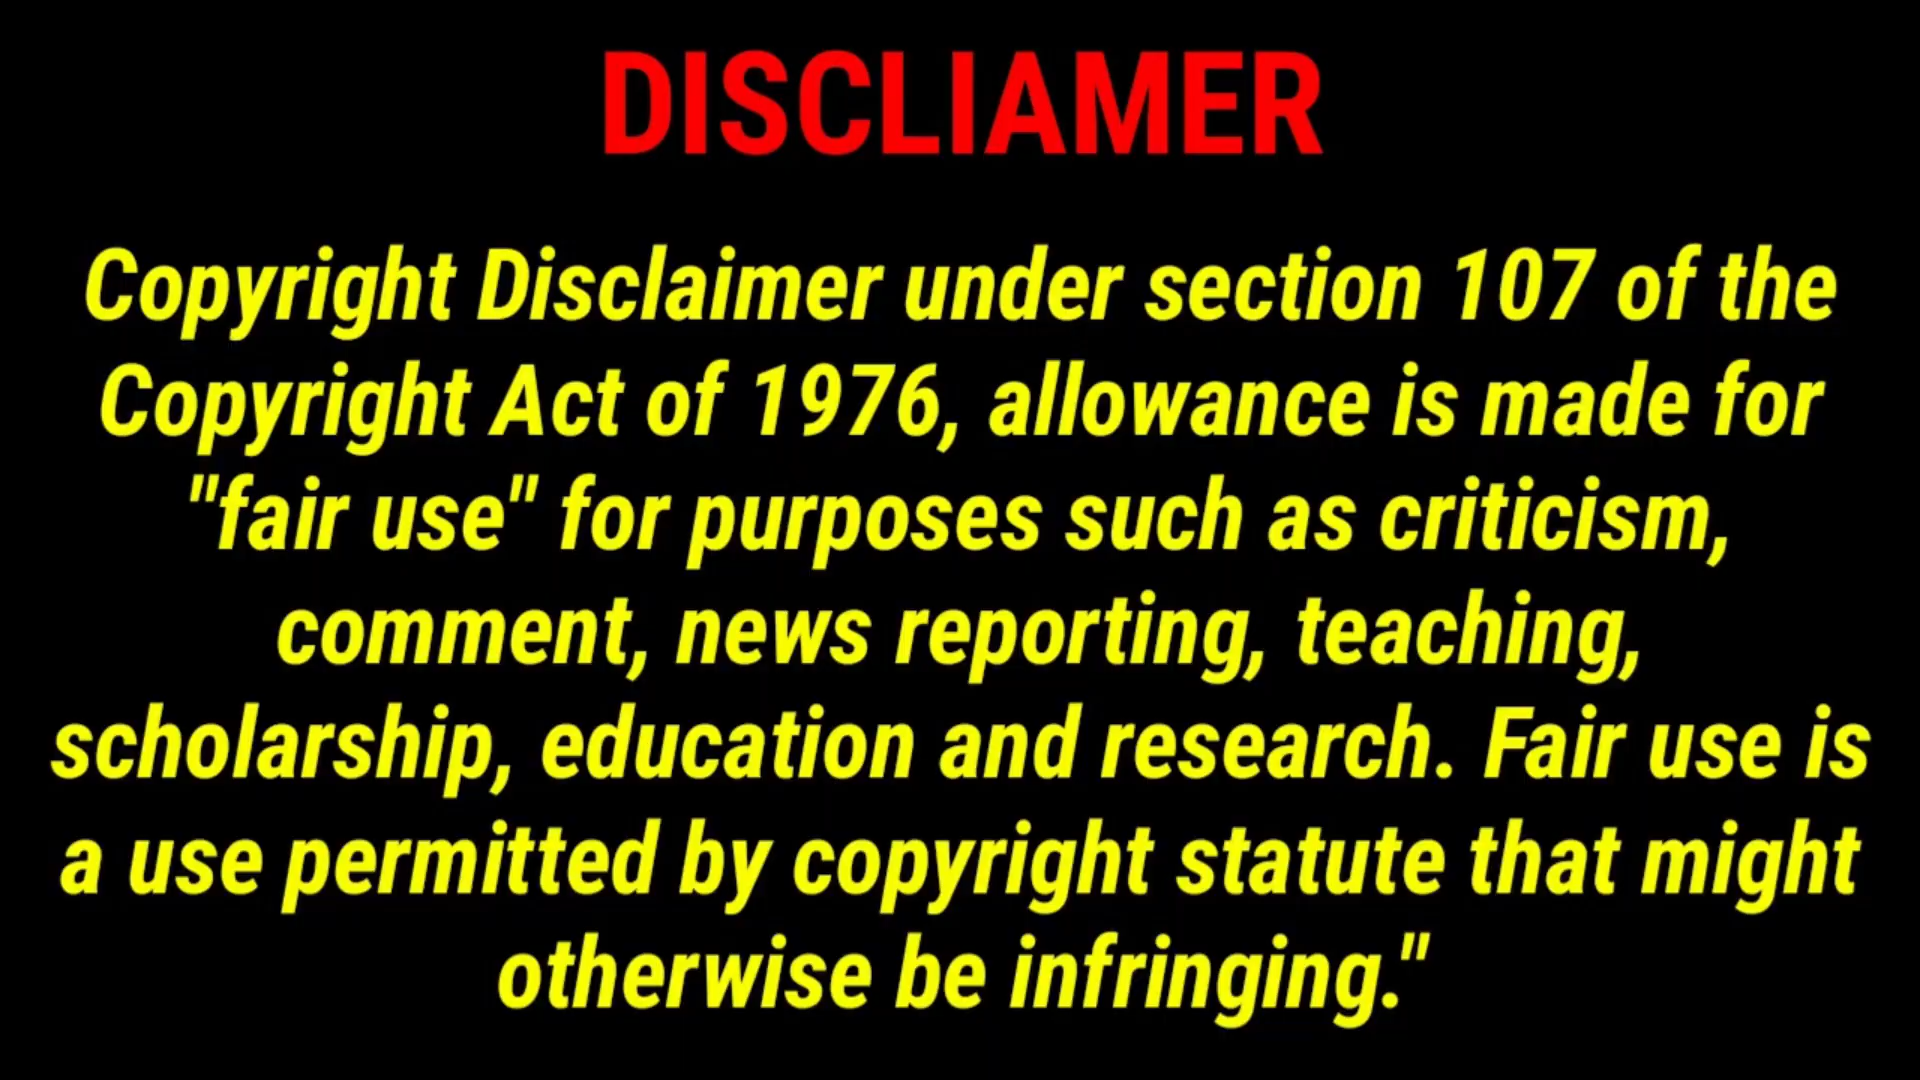 DISCLIAMER
Copyright Disclaimer under section 107 of the
Copyright Act of 1976, allowance is made for
"fair use" for purposes such as criticism,
comment, news reporting, teaching,
scholarship, education and research. Fair use is
a use permitted by copyright statute that might
otherwise be infringing."